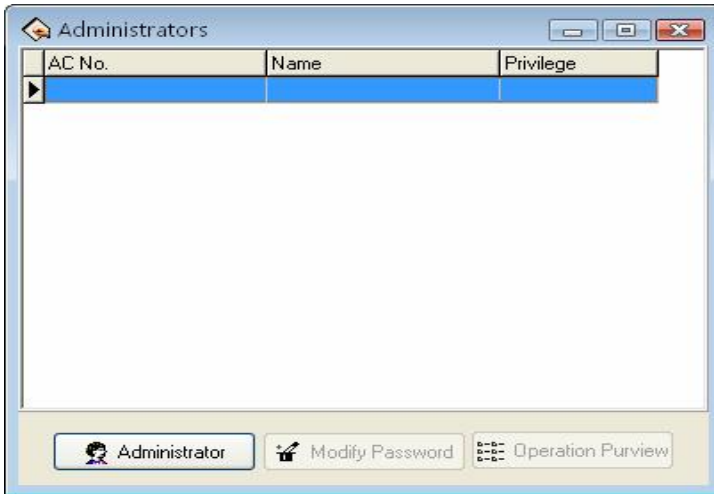 Administrators
AC No. Name Privilege
Administrator Modify Password Operation Purview